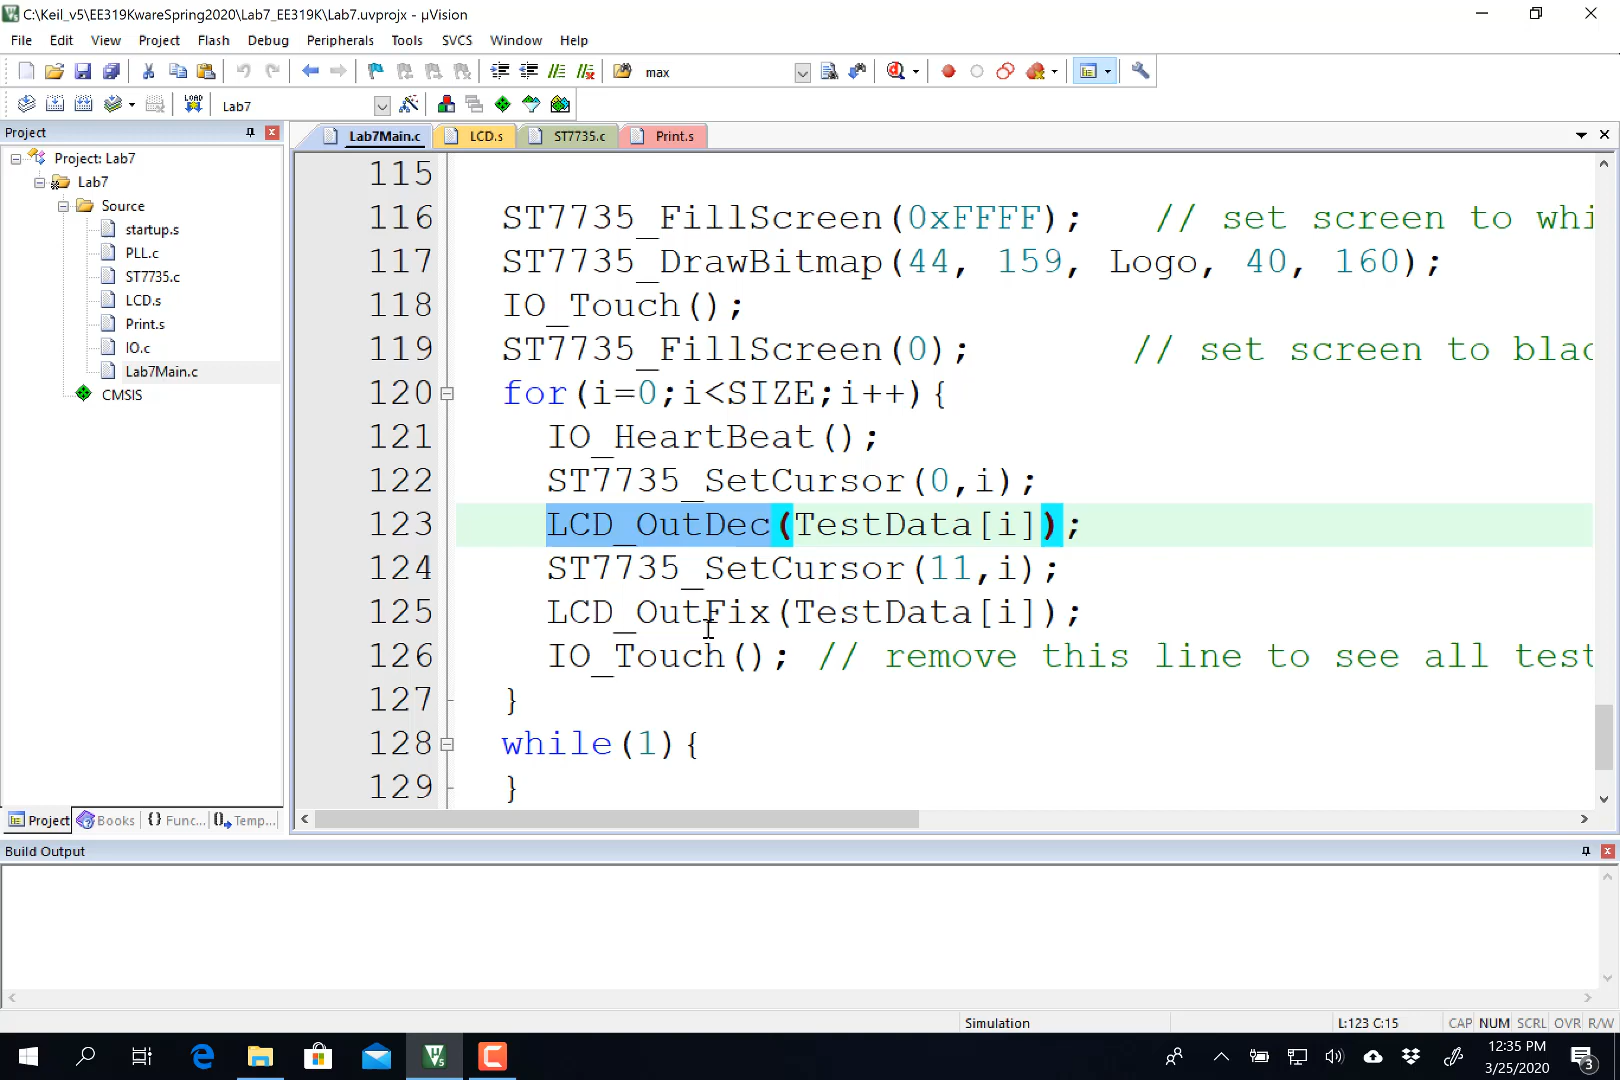 C:\Keil_v5\EE319KwareSpring2020\Lab7_EE319K\Lab7.uvprojx - µVision
File Edit View Project Flash Debug Peripherals Tools SVCS Window Help
max
LOAD Lab7
Project
Lab7Main.c LCD.s ST7735.c Print.s
Project: Lab7
Lab7
Source
startup.s
PLL.c
ST7735.c
LCD.s
Print.s
IO.c
Lab7Main.c
CMSIS
115
116 ST7735_FillScreen(0xFFFF); // set screen to whi
117 ST7735_DrawBitmap(44, 159, Logo, 40, 160);
118 IO_Touch();
119 ST7735_FillScreen(0); // set screen to blac
120 for(i=0;i<SIZE;i++){
121 IO_HeartBeat();
122 ST7735_SetCursor(0,i);
123 LCD_OutDec(TestData[i]);
124 ST7735_SetCursor(11,i);
125 LCD_OutFix(TestData[i]);
126 IO_Touch(); // remove this line to see all test
127 }
128 while(1){
129 }
Project Books {} Func... Temp...
Build Output
Simulation L:123 C:15 CAP NUM SCRL OVR R/W
12:35 PM
3/25/2020
3